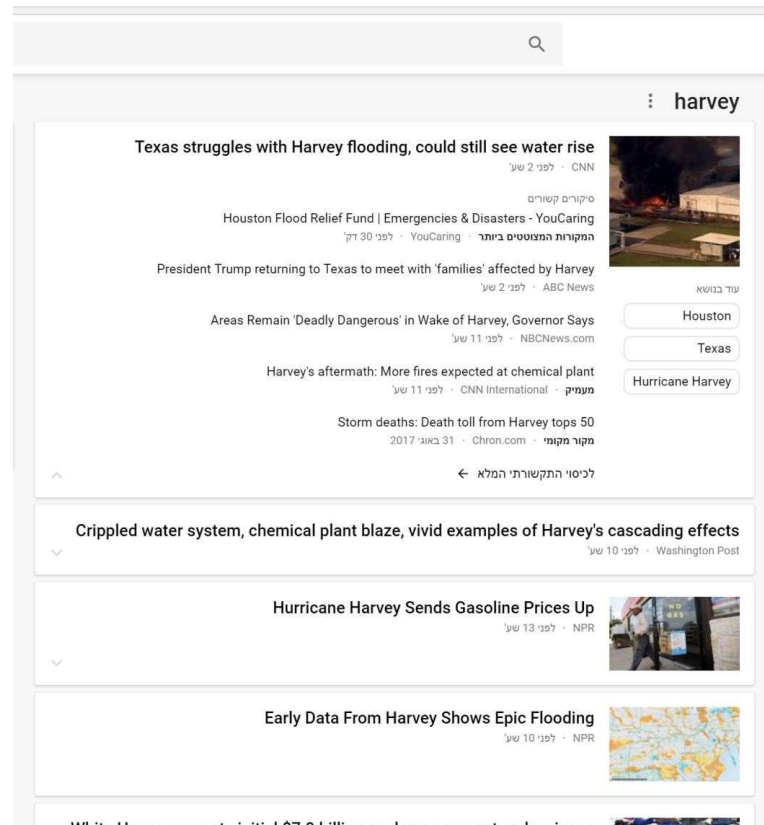 harvey
Texas struggles with Harvey flooding, could still see water rise
CNN · לפני 2 שע'
סיקורים קשורים
Houston Flood Relief Fund | Emergencies & Disasters - YouCaring
המקורות המצוטטים ביותר · YouCaring · לפני 30 דק'
President Trump returning to Texas to meet with 'families' affected by Harvey
ABC News · לפני 2 שע'
Areas Remain 'Deadly Dangerous' in Wake of Harvey, Governor Says
NBCNews.com · לפני 11 שע'
Harvey's aftermath: More fires expected at chemical plant
מעמיק · CNN International · לפני 11 שע'
Storm deaths: Death toll from Harvey tops 50
מקור מקומי · Chron.com · 31 באוג׳ 2017
לכיסוי התקשורתי המלא
עוד בנושא
Houston
Texas
Hurricane Harvey
Crippled water system, chemical plant blaze, vivid examples of Harvey's cascading effects
Washington Post · לפני 10 שע'
Hurricane Harvey Sends Gasoline Prices Up
NPR · לפני 13 שע'
NO
GAS
Early Data From Harvey Shows Epic Flooding
NPR · לפני 10 שע'